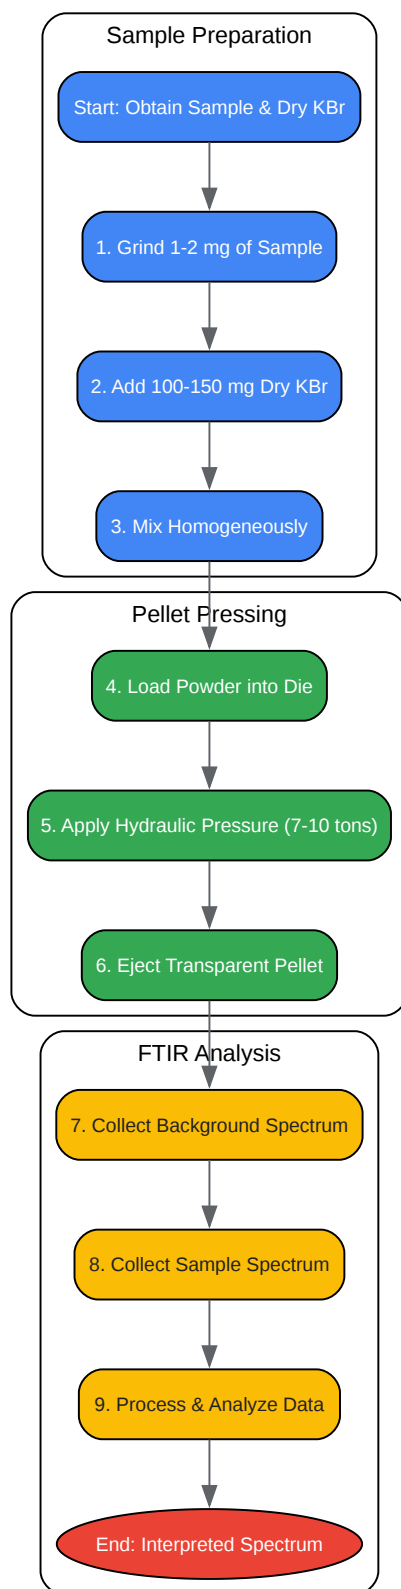 Sample Preparation
Start: Obtain Sample & Dry KBr
1. Grind 1-2 mg of Sample
2. Add 100-150 mg Dry KBr
3. Mix Homogeneously
Pellet Pressing
4. Load Powder into Die
5. Apply Hydraulic Pressure (7-10 tons)
6. Eject Transparent Pellet
FTIR Analysis
7. Collect Background Spectrum
8. Collect Sample Spectrum
9. Process & Analyze Data
End: Interpreted Spectrum